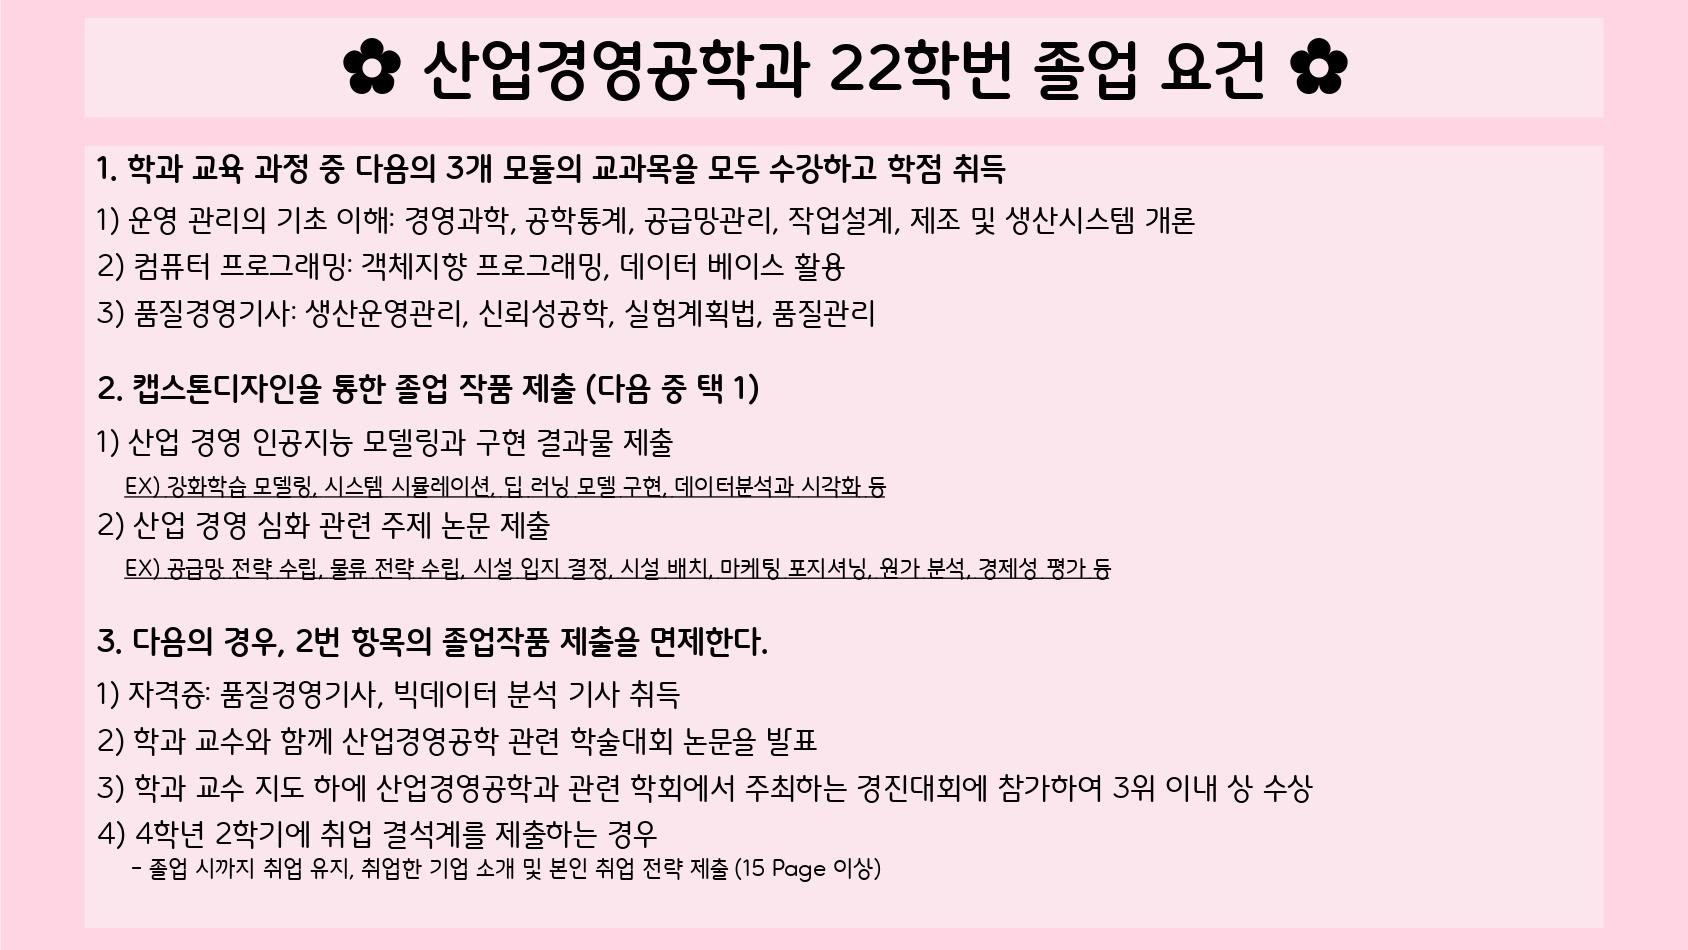 ✿ 산업경영공학과 22학번 졸업 요건 ✿
1. 학과 교육 과정 중 다음의 3개 모듈의 교과목을 모두 수강하고 학점 취득
1) 운영 관리의 기초 이해: 경영과학, 공학통계, 공급망관리, 작업설계, 제조 및 생산시스템 개론
2) 컴퓨터 프로그래밍: 객체지향 프로그래밍, 데이터 베이스 활용
3) 품질경영기사: 생산운영관리, 신뢰성공학, 실험계획법, 품질관리
2. 캡스톤디자인을 통한 졸업 작품 제출 (다음 중 택 1)
1) 산업 경영 인공지능 모델링과 구현 결과물 제출
EX) 강화학습 모델링, 시스템 시뮬레이션, 딥 러닝 모델 구현, 데이터분석과 시각화 등
2) 산업 경영 심화 관련 주제 논문 제출
EX) 공급망 전략 수립, 물류 전략 수립, 시설 입지 결정, 시설 배치, 마케팅 포지셔닝, 원가 분석, 경제성 평가 등
3. 다음의 경우, 2번 항목의 졸업작품 제출을 면제한다.
1) 자격증: 품질경영기사, 빅데이터 분석 기사 취득
2) 학과 교수와 함께 산업경영공학 관련 학술대회 논문을 발표
3) 학과 교수 지도 하에 산업경영공학과 관련 학회에서 주최하는 경진대회에 참가하여 3위 이내 상 수상
4) 4학년 2학기에 취업 결석계를 제출하는 경우
- 졸업 시까지 취업 유지, 취업한 기업 소개 및 본인 취업 전략 제출 (15 Page 이상)